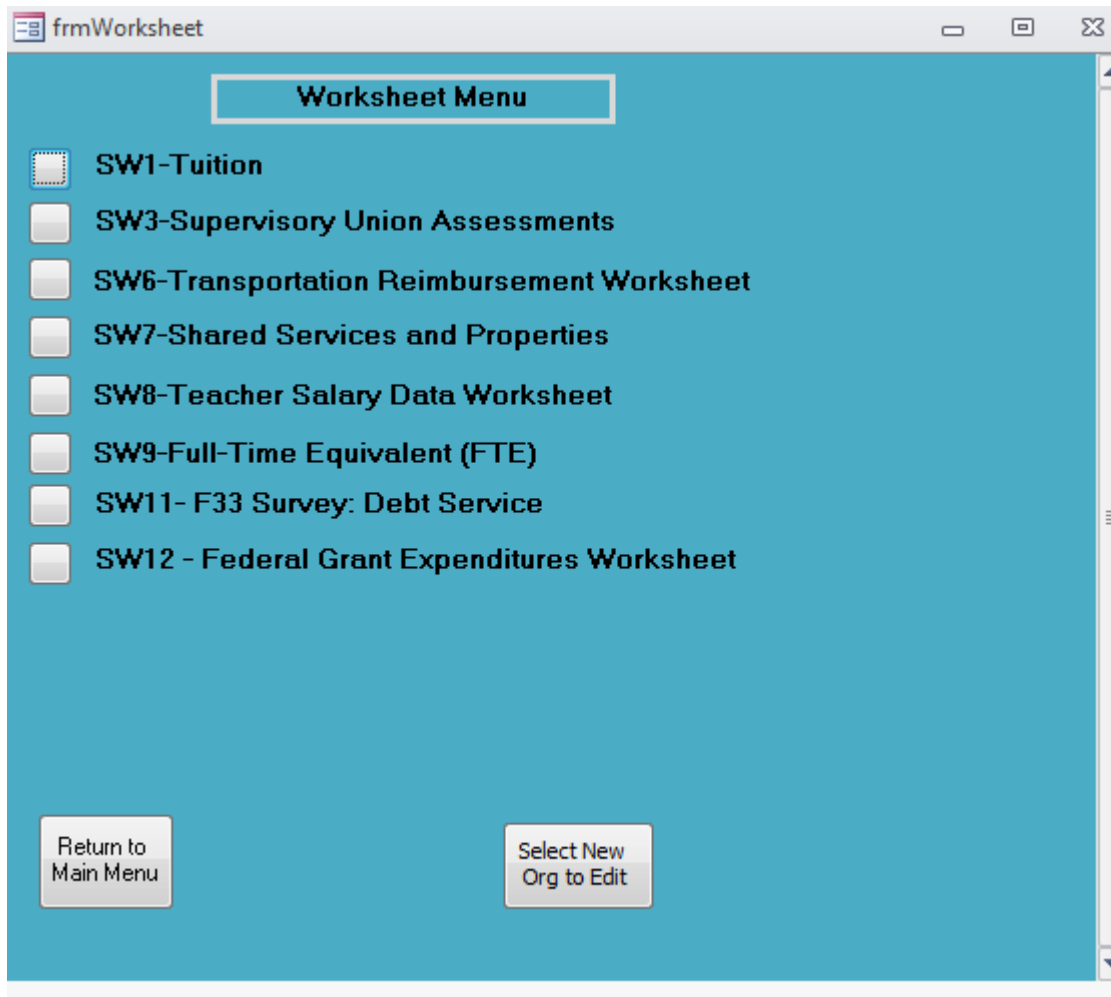 frmWorksheet
Worksheet Menu
SW1-Tuition
SW3-Supervisory Union Assessments
SW6-Transportation Reimbursement Worksheet
SW7-Shared Services and Properties
SW8-Teacher Salary Data Worksheet
SW9-Full-Time Equivalent (FTE)
SW11- F33 Survey: Debt Service
SW12 - Federal Grant Expenditures Worksheet
Return to
Main Menu
Select New
Org to Edit